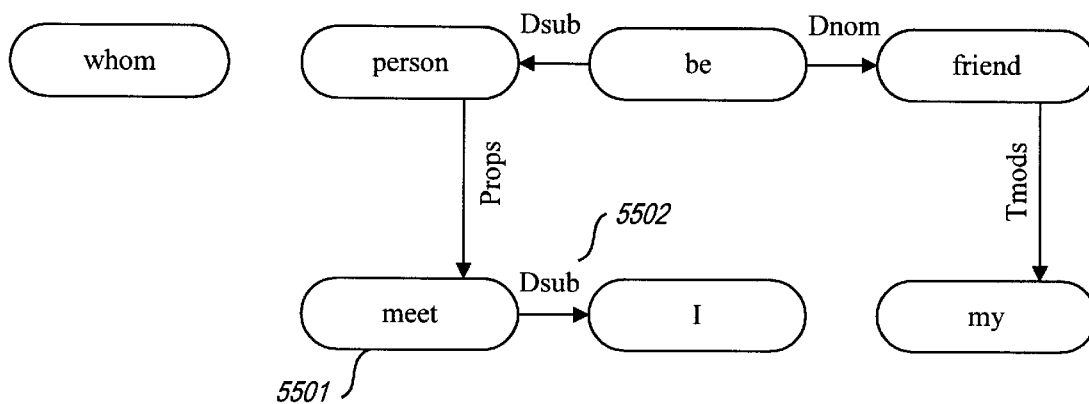 Dsub
Dnom
whom
person
be
friend
Props
Tmods
5502
Dsub
meet
I
my
5501